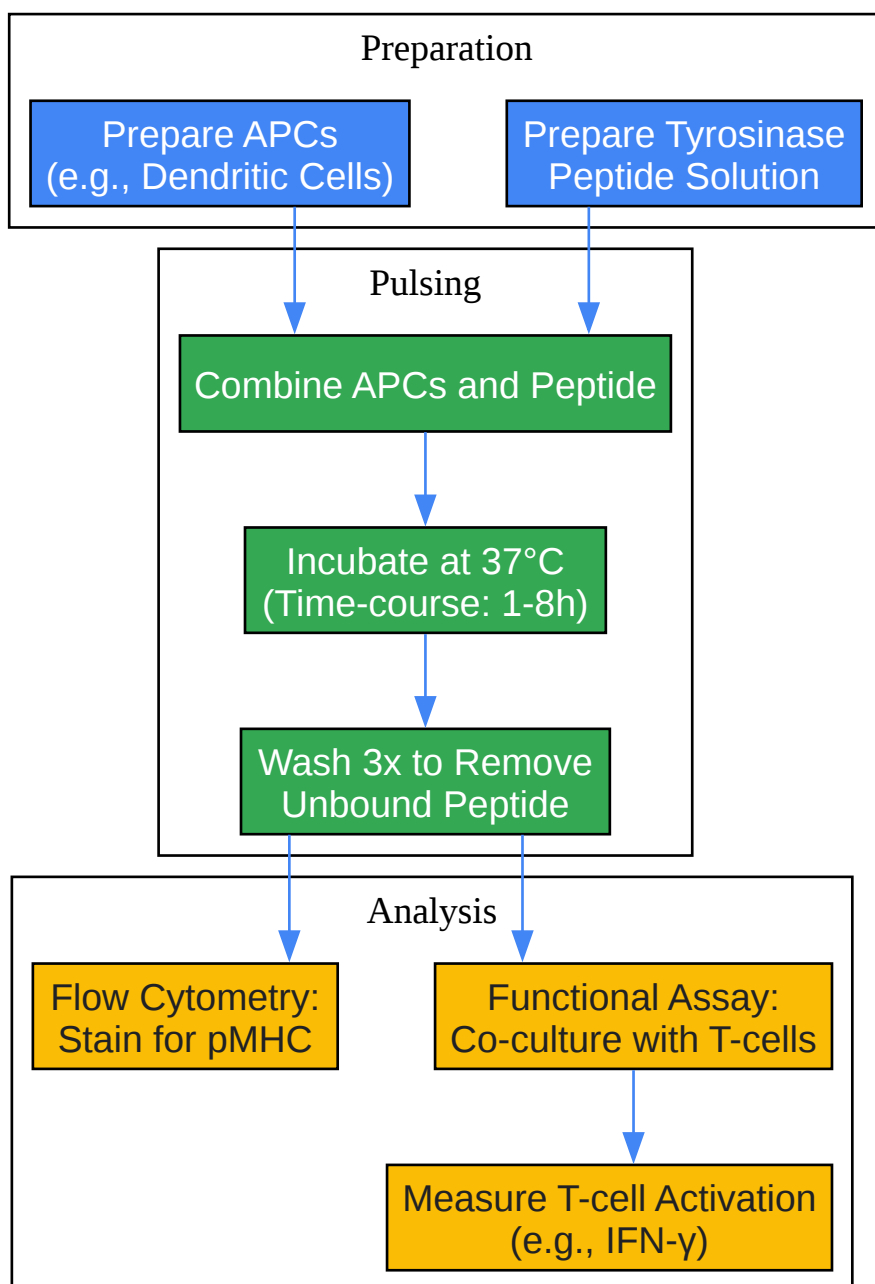 Preparation
Prepare APCs
(e.g., Dendritic Cells)
Prepare Tyrosinase
Peptide Solution
Pulsing
Combine APCs and Peptide
Incubate at 37°C
(Time-course: 1-8h)
Wash 3x to Remove
Unbound Peptide
Analysis
Flow Cytometry:
Stain for pMHC
Functional Assay:
Co-culture with T-cells
Measure T-cell Activation
(e.g., IFN-γ)